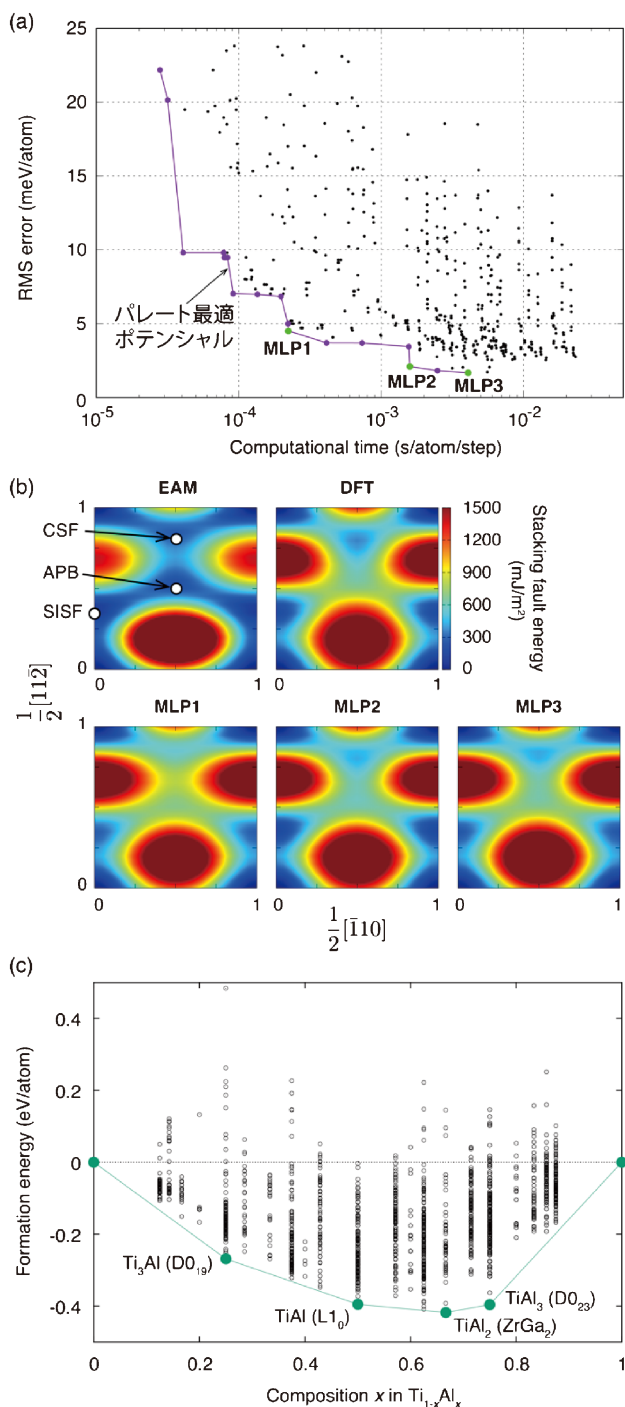 (a)
25
20
15
10
5
0
RMS error (meV/atom)
パレート最適
ポテンシャル
MLP1
MLP2
MLP3
10⁻⁵
10⁻⁴
10⁻³
10⁻²
Computational time (s/atom/step)
(b)
EAM
DFT
1
CSF
APB
SISF
0
0
1
0
1
1500
1200
900
600
300
0
Stacking fault energy
(mJ/m²)
1/2[112̄]
MLP1
MLP2
MLP3
1
0
0
1
0
1
0
1
1/2[1̄10]
(c)
0.4
0.2
0
-0.2
-0.4
Formation energy (eV/atom)
Ti₃Al (D0₁₉)
TiAl (L1₀)
TiAl₂ (ZrGa₂)
TiAl₃ (D0₂₃)
0
0.2
0.4
0.6
0.8
1
Composition x in Ti₁₋ₓAlₓ